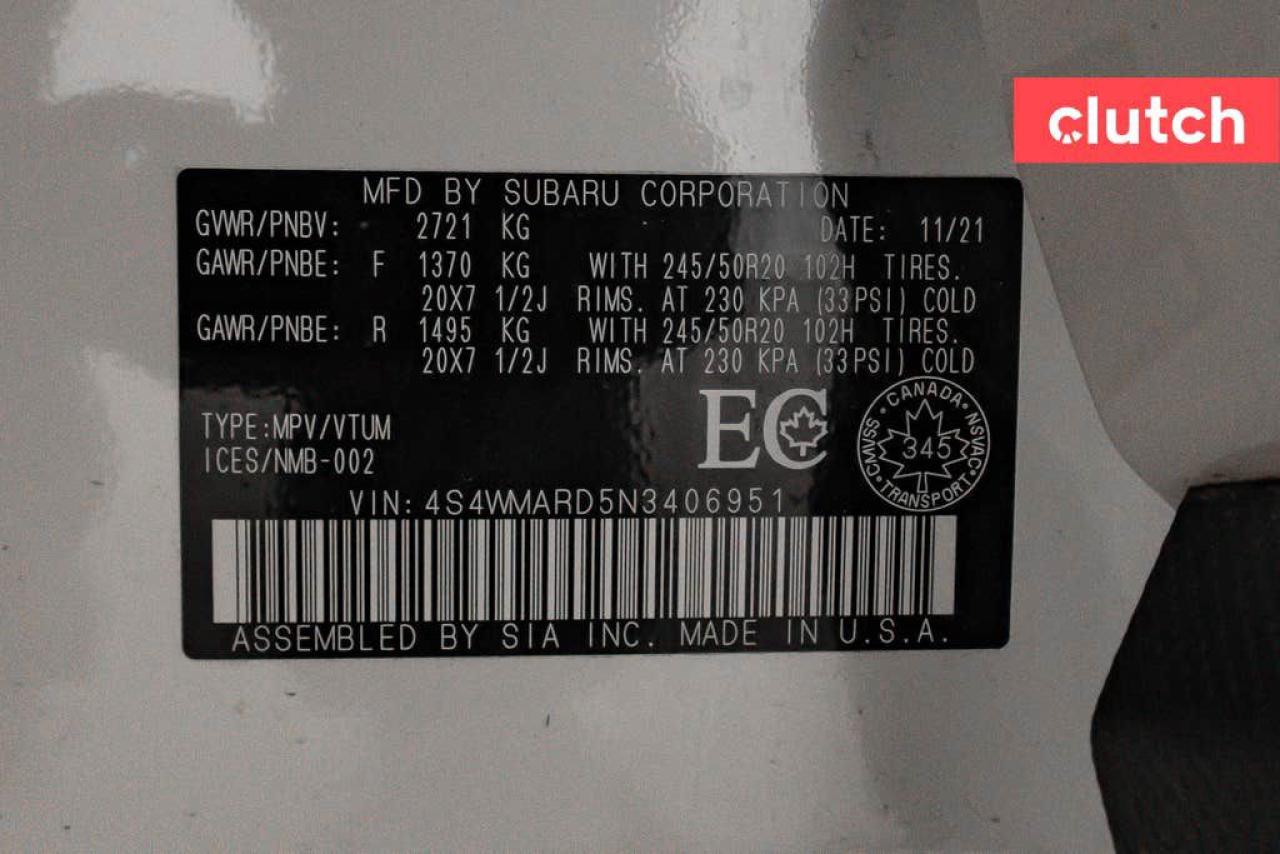 clutch
MFD BY SUBARU CORPORATION
GVWR/PNBV: 2721 KG DATE: 11/21
GAWR/PNBE: F 1370 KG WITH 245/50R20 102H TIRES.
20X7 1/2J RIMS. AT 230 KPA (33PSI) COLD
GAWR/PNBE: R 1495 KG WITH 245/50R20 102H TIRES.
20X7 1/2J RIMS. AT 230 KPA (33PSI) COLD
TYPE:MPV/VTUM
ICES/NMB-002
EC
CANADA · NSVAC · TRANSPORT · CMVSS
345
VIN: 4S4WMARD5N3406951
ASSEMBLED BY SIA INC. MADE IN U.S.A.